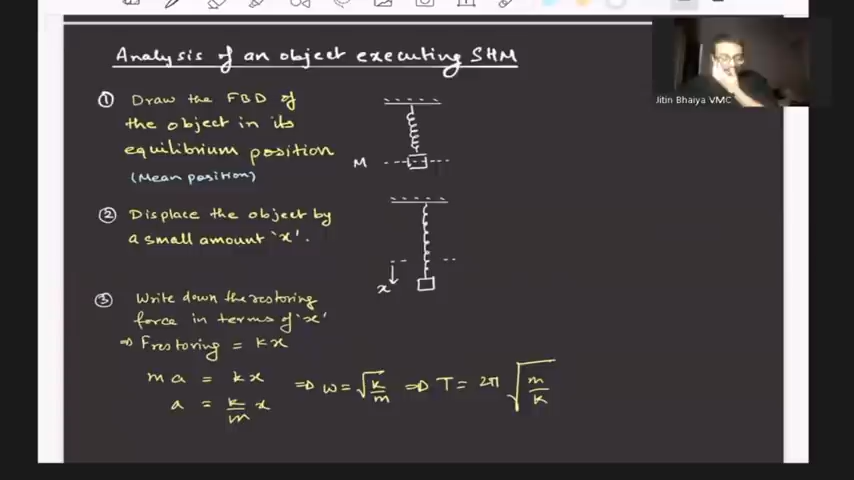 Analysis of an object executing SHM
① Draw the FBD of
the object in its
equilibrium position
(Mean position)
M
② Displace the object by
a small amount 'x'.
x
③ Write down the restoring
force in terms of 'x'
⇒ Frestoring = kx
ma = kx ⇒ w = √k/m ⇒ T = 2π √m/k
a = k/m x
Jitin Bhaiya VMC